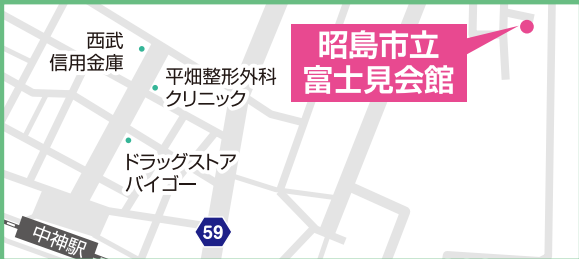 西武
信用金庫
平畑整形外科
クリニック
ドラッグストア
バイゴー
昭島市立
富士見会館
59
中神駅